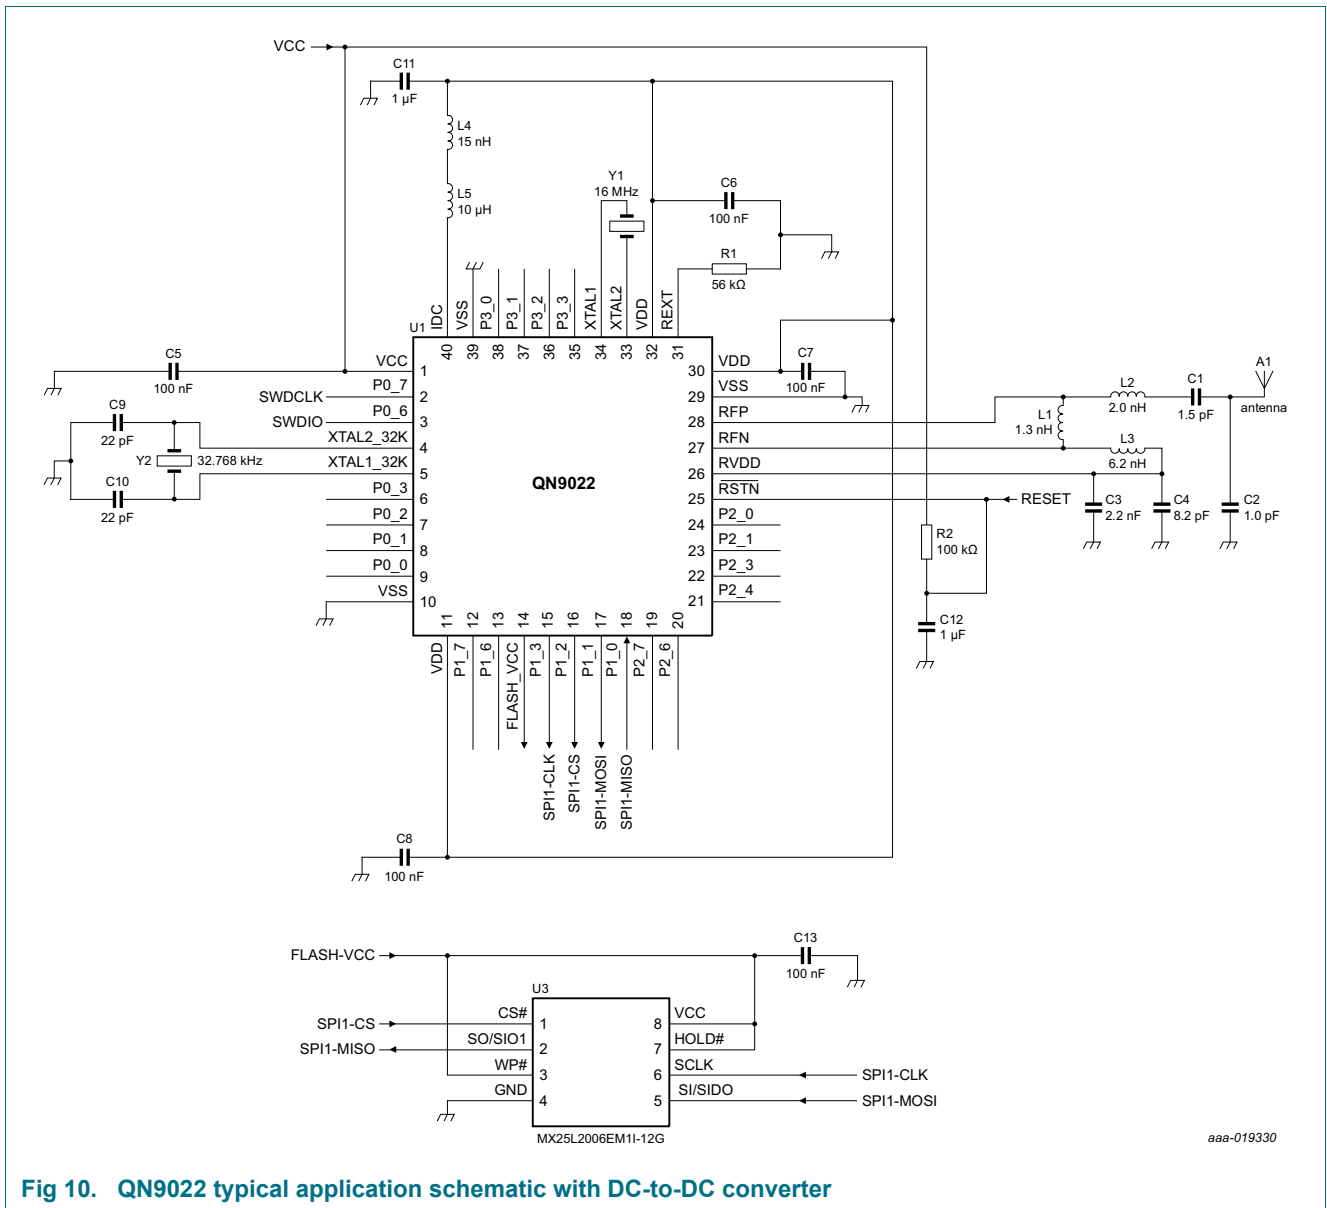 VCC
C11
1 µF
L4
15 nH
L5
10 µH
Y1
16 MHz
C6
100 nF
R1
56 kΩ
IDC
VSS
P3_0
P3_1
P3_2
P3_3
XTAL1
XTAL2
VDD
REXT
U1
40
39
38
37
36
35
34
33
32
31
C5
100 nF
VCC
1
P0_7
SWDCLK
2
P0_6
SWDIO
3
C9
22 pF
XTAL2_32K
4
Y2
32.768 kHz
XTAL1_32K
5
C10
22 pF
P0_3
6
P0_2
7
P0_1
8
P0_0
9
VSS
10
QN9022
30
VDD
C7
100 nF
29
VSS
28
RFP
27
RFN
26
RVDD
25
RSTN
RESET
24
P2_0
23
P2_1
22
P2_3
21
P2_4
L1
1.3 nH
L2
2.0 nH
C1
1.5 pF
A1
antenna
L3
6.2 nH
C3
2.2 nF
C4
8.2 pF
C2
1.0 pF
R2
100 kΩ
C12
1 µF
11
12
13
14
15
16
17
18
19
20
VDD
P1_7
P1_6
FLASH_VCC
P1_3
P1_2
P1_1
P1_0
P2_7
P2_6
SPI1-CLK
SPI1-CS
SPI1-MOSI
SPI1-MISO
C8
100 nF
FLASH-VCC
C13
100 nF
U3
SPI1-CS
CS#
1
SPI1-MISO
SO/SIO1
2
WP#
3
GND
4
8
VCC
7
HOLD#
6
SCLK
SPI1-CLK
5
SI/SIDO
SPI1-MOSI
MX25L2006EM1I-12G
aaa-019330
Fig 10. QN9022 typical application schematic with DC-to-DC converter